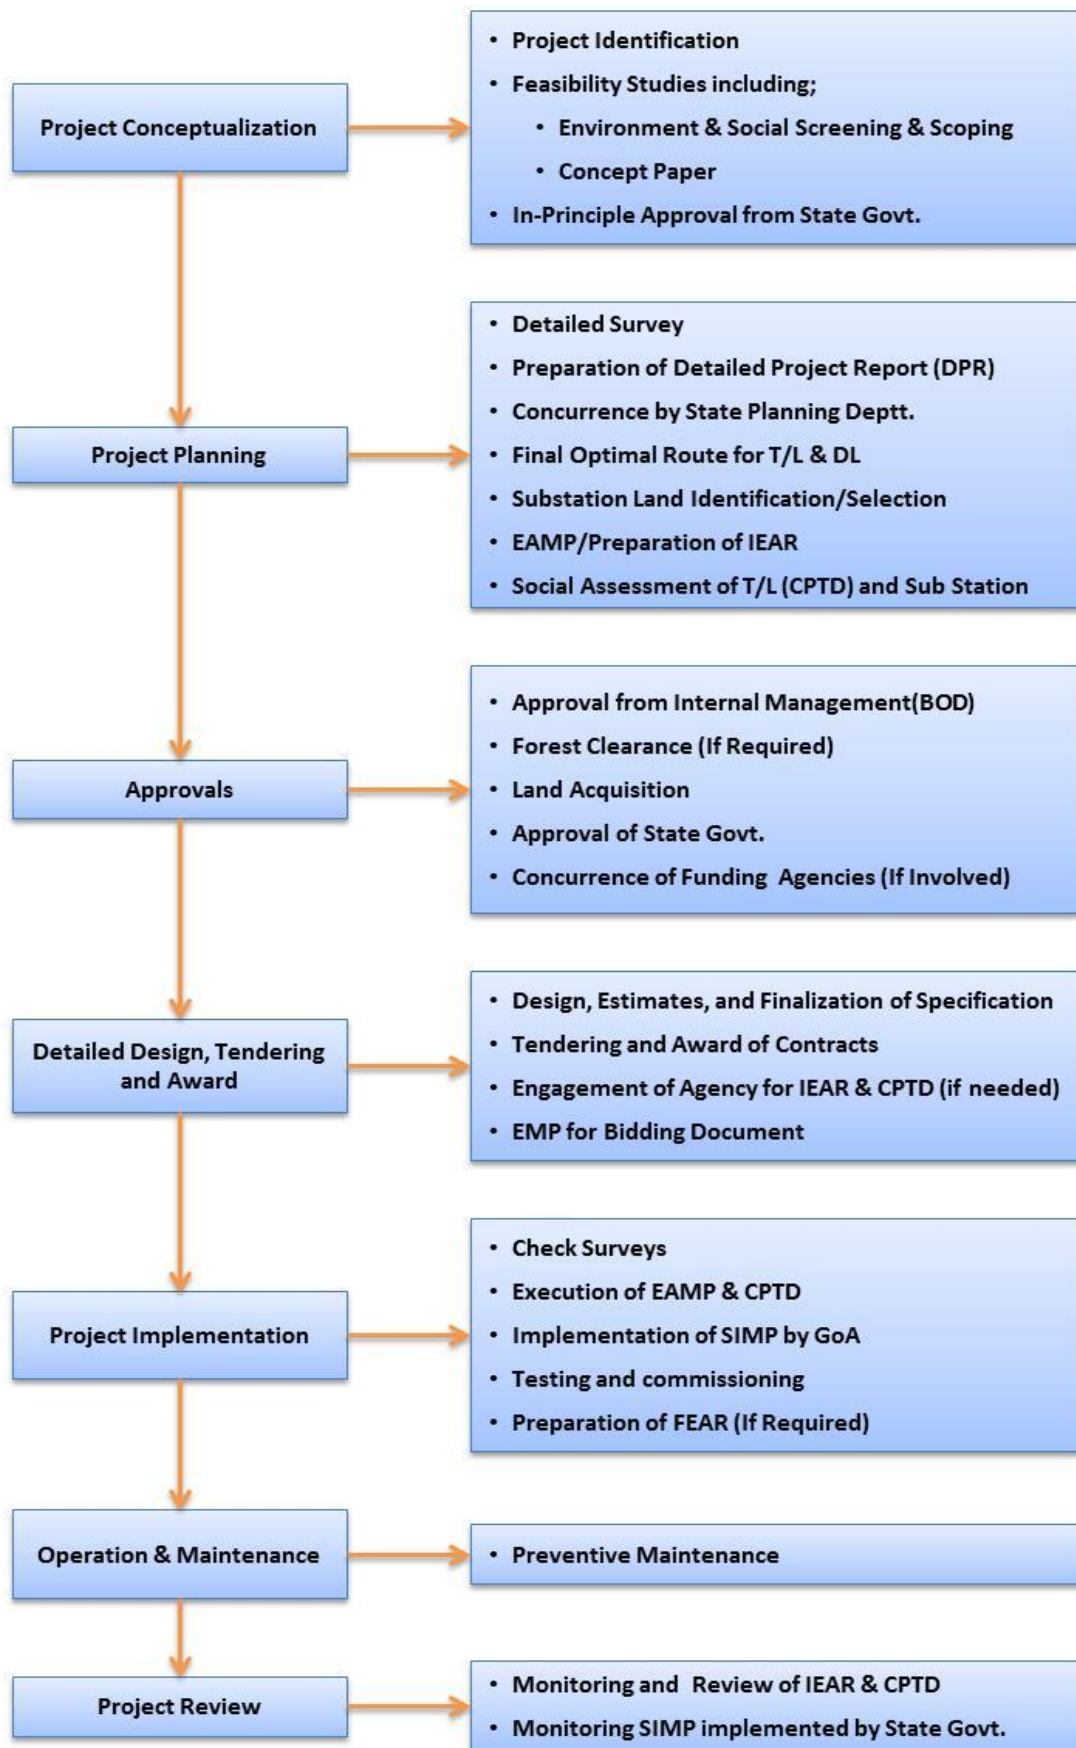 Project Conceptualization
• Project Identification
• Feasibility Studies including;
• Environment & Social Screening & Scoping
• Concept Paper
• In-Principle Approval from State Govt.
Project Planning
• Detailed Survey
• Preparation of Detailed Project Report (DPR)
• Concurrence by State Planning Deptt.
• Final Optimal Route for T/L & DL
• Substation Land Identification/Selection
• EAMP/Preparation of IEAR
• Social Assessment of T/L (CPTD) and Sub Station
Approvals
• Approval from Internal Management(BOD)
• Forest Clearance (If Required)
• Land Acquisition
• Approval of State Govt.
• Concurrence of Funding Agencies (If Involved)
Detailed Design, Tendering
and Award
• Design, Estimates, and Finalization of Specification
• Tendering and Award of Contracts
• Engagement of Agency for IEAR & CPTD (if needed)
• EMP for Bidding Document
Project Implementation
• Check Surveys
• Execution of EAMP & CPTD
• Implementation of SIMP by GoA
• Testing and commissioning
• Preparation of FEAR (If Required)
Operation & Maintenance
• Preventive Maintenance
Project Review
• Monitoring and Review of IEAR & CPTD
• Monitoring SIMP implemented by State Govt.